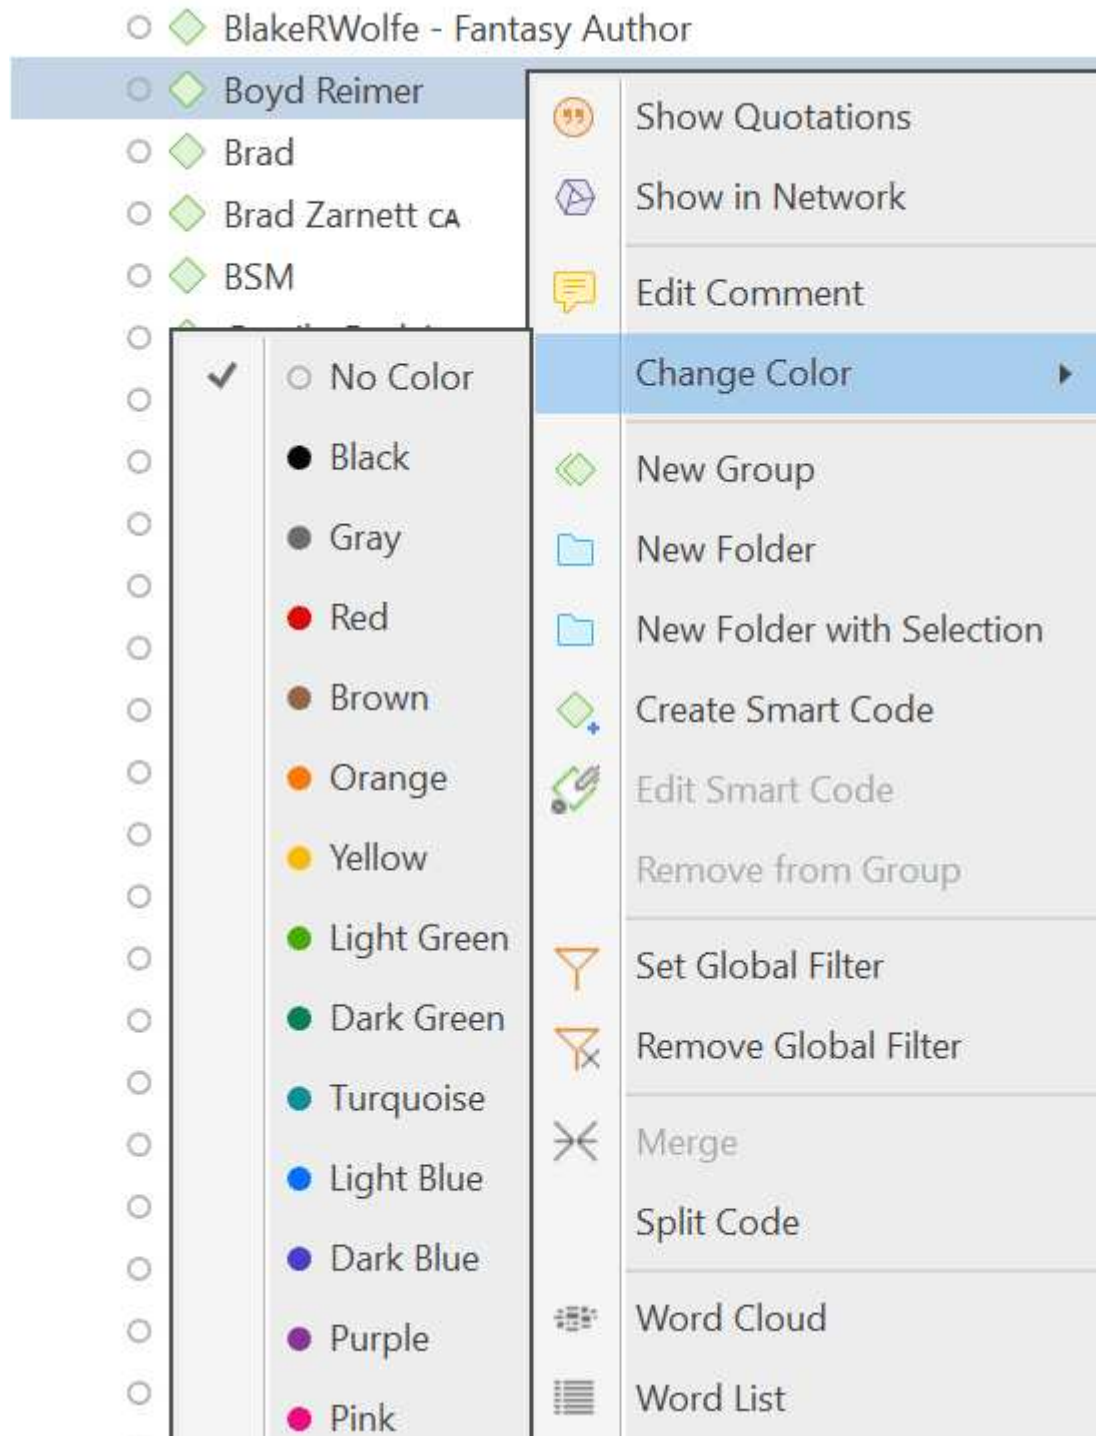 BlakeRWolfe - Fantasy Author
Boyd Reimer
Brad
Brad Zarnett CA
BSM
Show Quotations
Show in Network
Edit Comment
Change Color
New Group
New Folder
New Folder with Selection
Create Smart Code
Edit Smart Code
Remove from Group
Set Global Filter
Remove Global Filter
Merge
Split Code
Word Cloud
Word List
No Color
Black
Gray
Red
Brown
Orange
Yellow
Light Green
Dark Green
Turquoise
Light Blue
Dark Blue
Purple
Pink